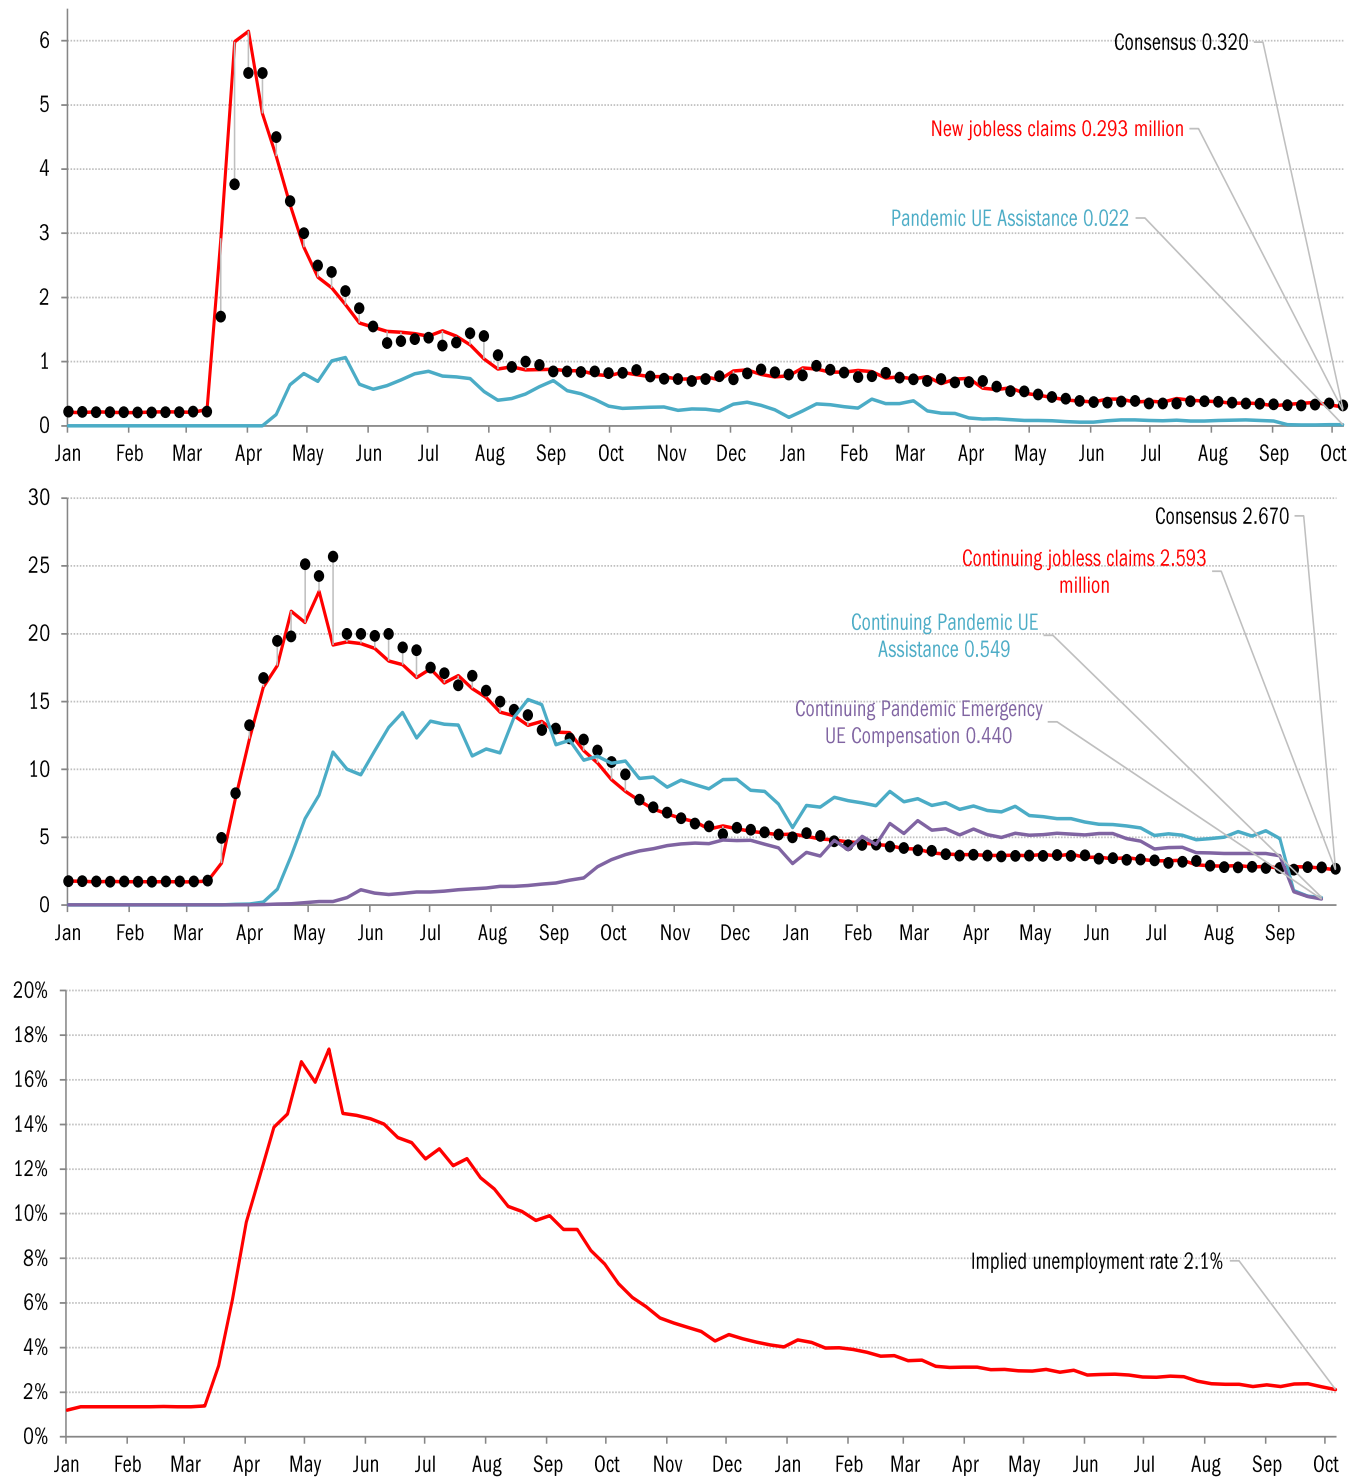 6
Consensus 0.320
5
New jobless claims 0.293 million
4
Pandemic UE Assistance 0.022
3
2
1
0
Jan Feb Mar Apr May Jun Jul Aug Sep Oct Nov Dec Jan Feb Mar Apr May Jun Jul Aug Sep Oct
30
Consensus 2.670
25
Continuing jobless claims 2.593
million
Continuing Pandemic UE
20
Assistance 0.549
15
Continuing Pandemic Emergency
UE Compensation 0.440
10
5
0
Jan Feb Mar Apr May Jun Jul Aug Sep Oct Nov Dec Jan Feb Mar Apr May Jun Jul Aug Sep
20%
18%
16%
14%
12%
10%
8%
Implied unemployment rate 2.1%
6%
4%
2%
0%
Jan Feb Mar Apr May Jun Jul Aug Sep Oct Nov Dec Jan Feb Mar Apr May Jun Jul Aug Sep Oct